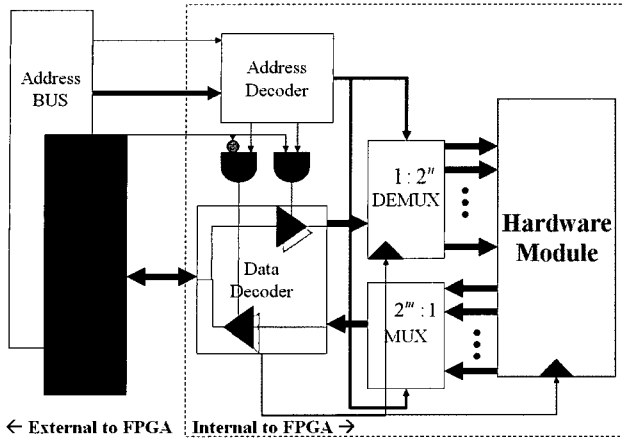 Address
BUS
Address
Decoder
1 : 2ⁿ
DEMUX
Hardware
Module
Data
Decoder
2ᵐ : 1
MUX
← External to FPGA
Internal to FPGA →